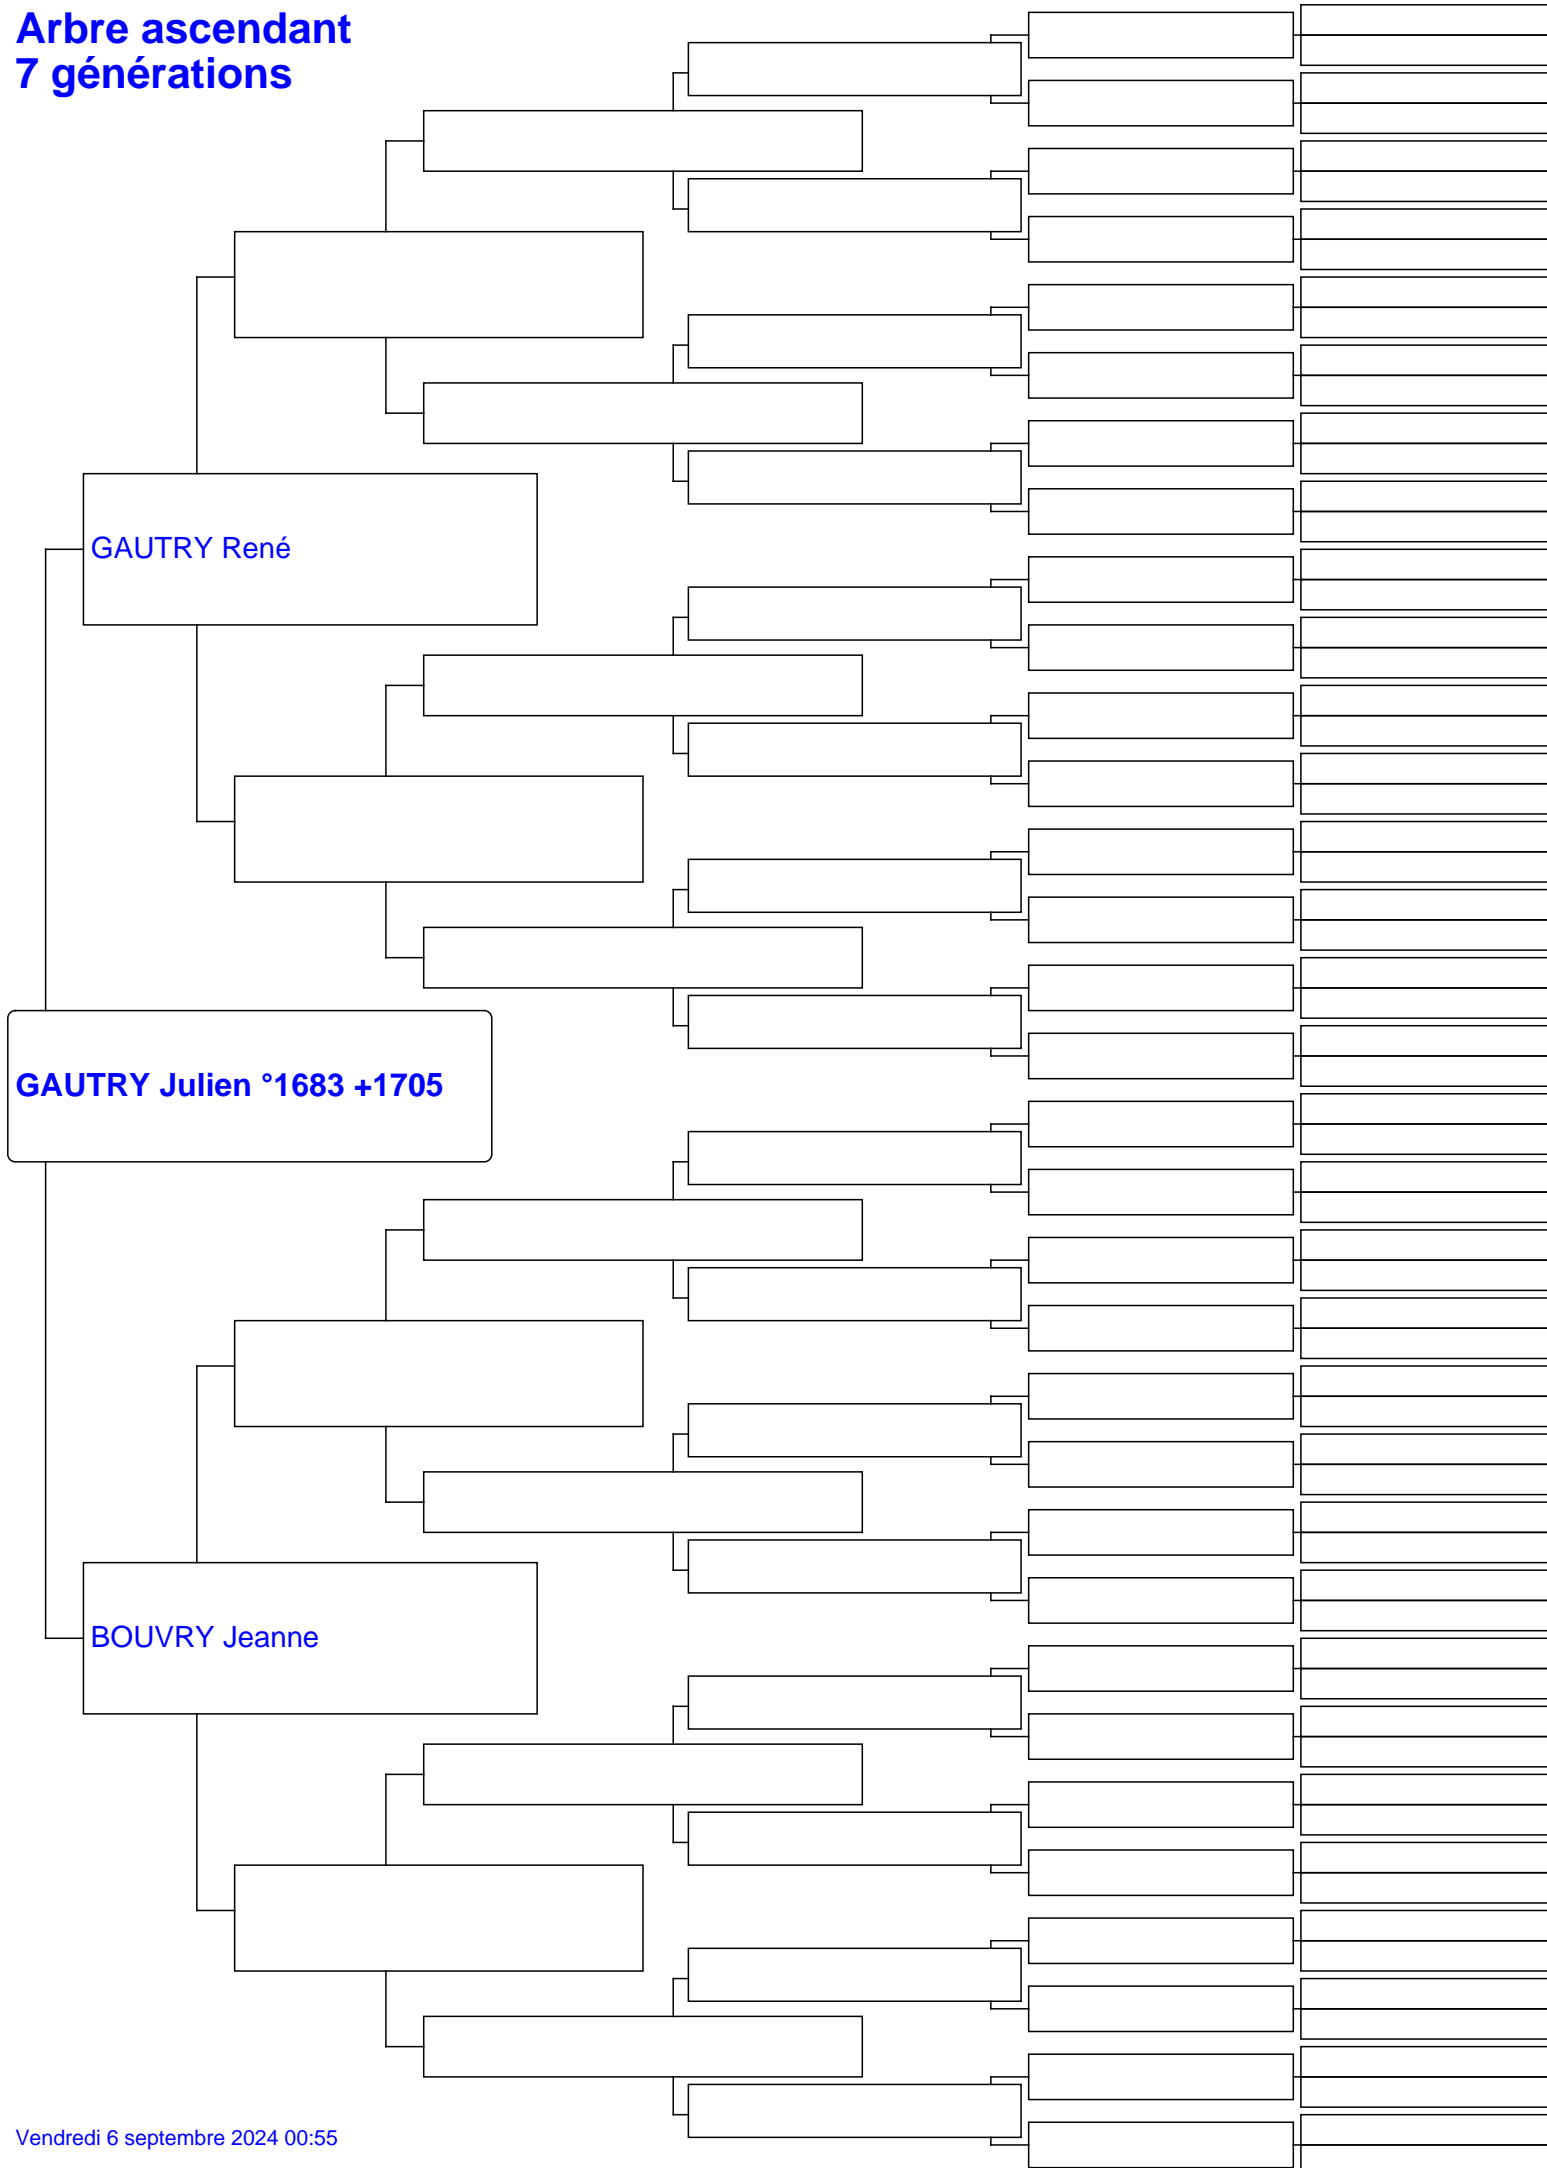 Arbre ascendant
7 générations
GAUTRY René
GAUTRY Julien °1683 +1705
BOUVRY Jeanne
Vendredi 6 septembre 2024 00:55